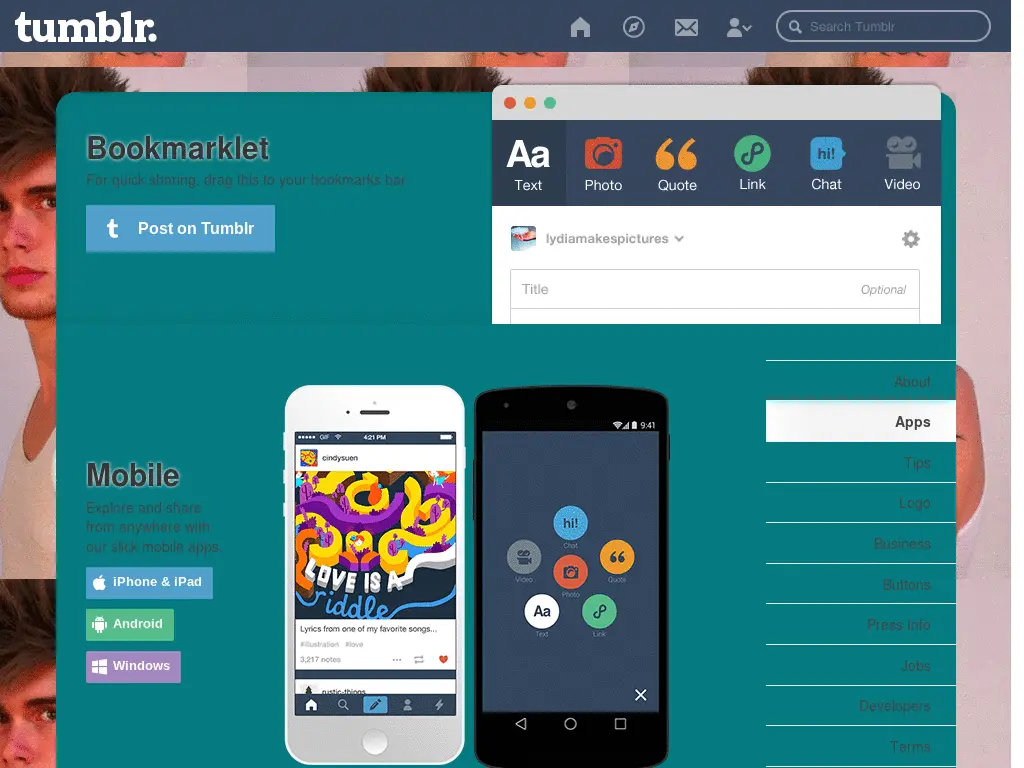 tumblr.
Search Tumblr
Bookmarklet
For quick sharing, drag this to your bookmarks bar
Post on Tumblr
Aa
Text
Photo
Quote
Link
hi!
Chat
Video
lydiamakespictures
Title
Optional
Mobile
Explore and share
from anywhere with
our slick mobile apps.
iPhone & iPad
Android
Windows
GIF
4:21 PM
cindysuen
LOVE IS A
riddle
Lyrics from one of my favorite songs...
#illustration #love
3,217 notes
rustic-things
9:41
hi!
Chat
Video
Quote
Photo
Aa
Text
Link
About
Apps
Tips
Logo
Business
Buttons
Press Info
Jobs
Developers
Terms